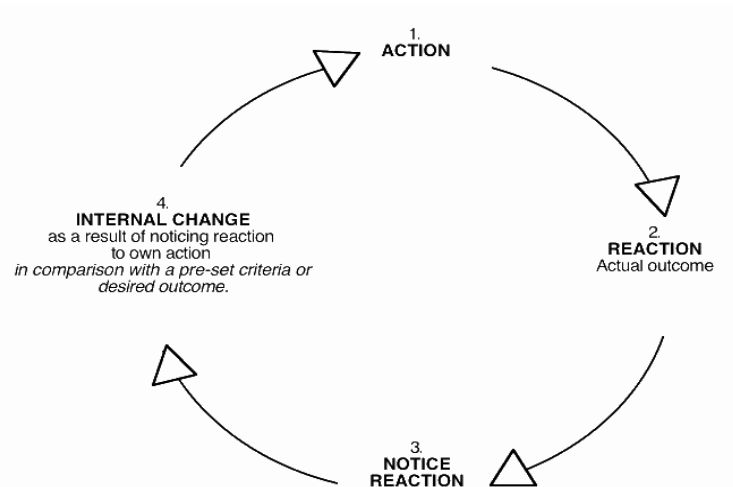 1.
ACTION
2.
REACTION
Actual outcome
3.
NOTICE
REACTION
4.
INTERNAL CHANGE
as a result of noticing reaction
to own action
in comparison with a pre-set criteria or
desired outcome.